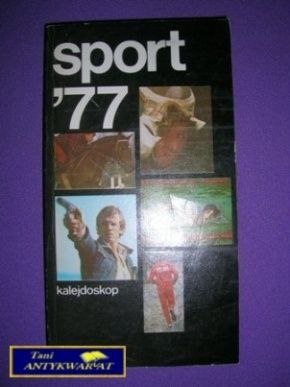 sport
'77
kalejdoskop
Tani
ANTYKWARIAT